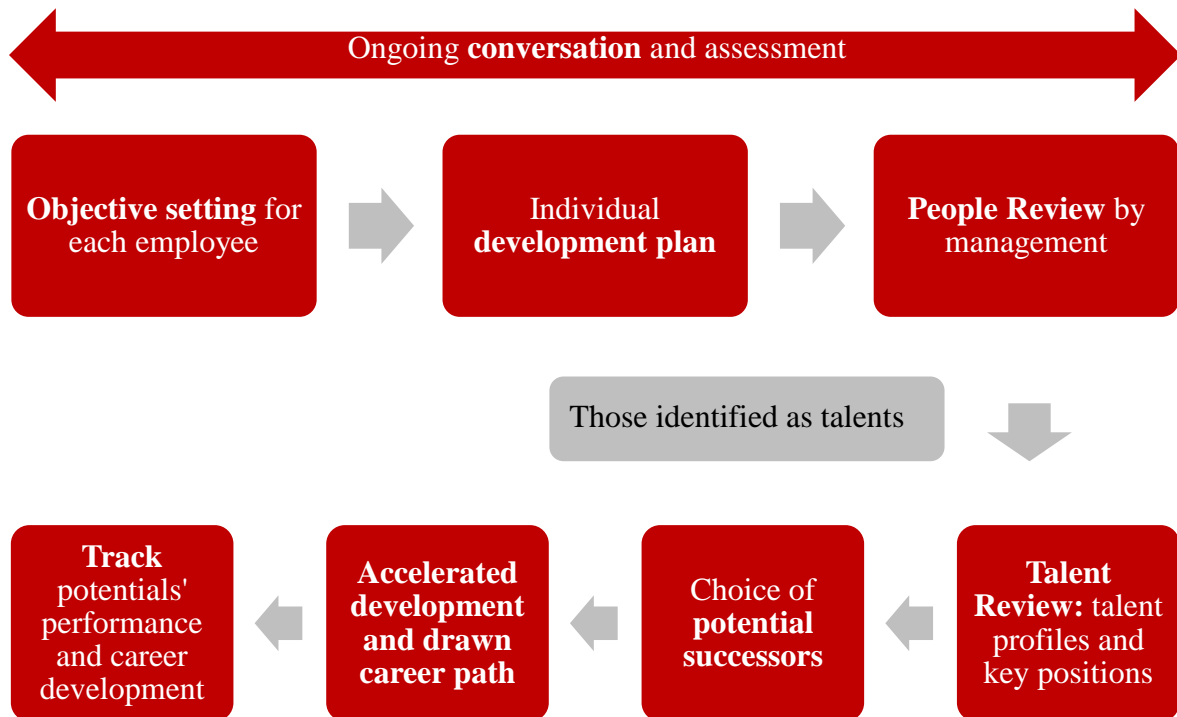 Ongoing conversation and assessment
Objective setting for
each employee
Individual
development plan
People Review by
management
Those identified as talents
Talent
Review: talent
profiles and
key positions
Choice of
potential
successors
Accelerated
development
and drawn
career path
Track
potentials'
performance
and career
development